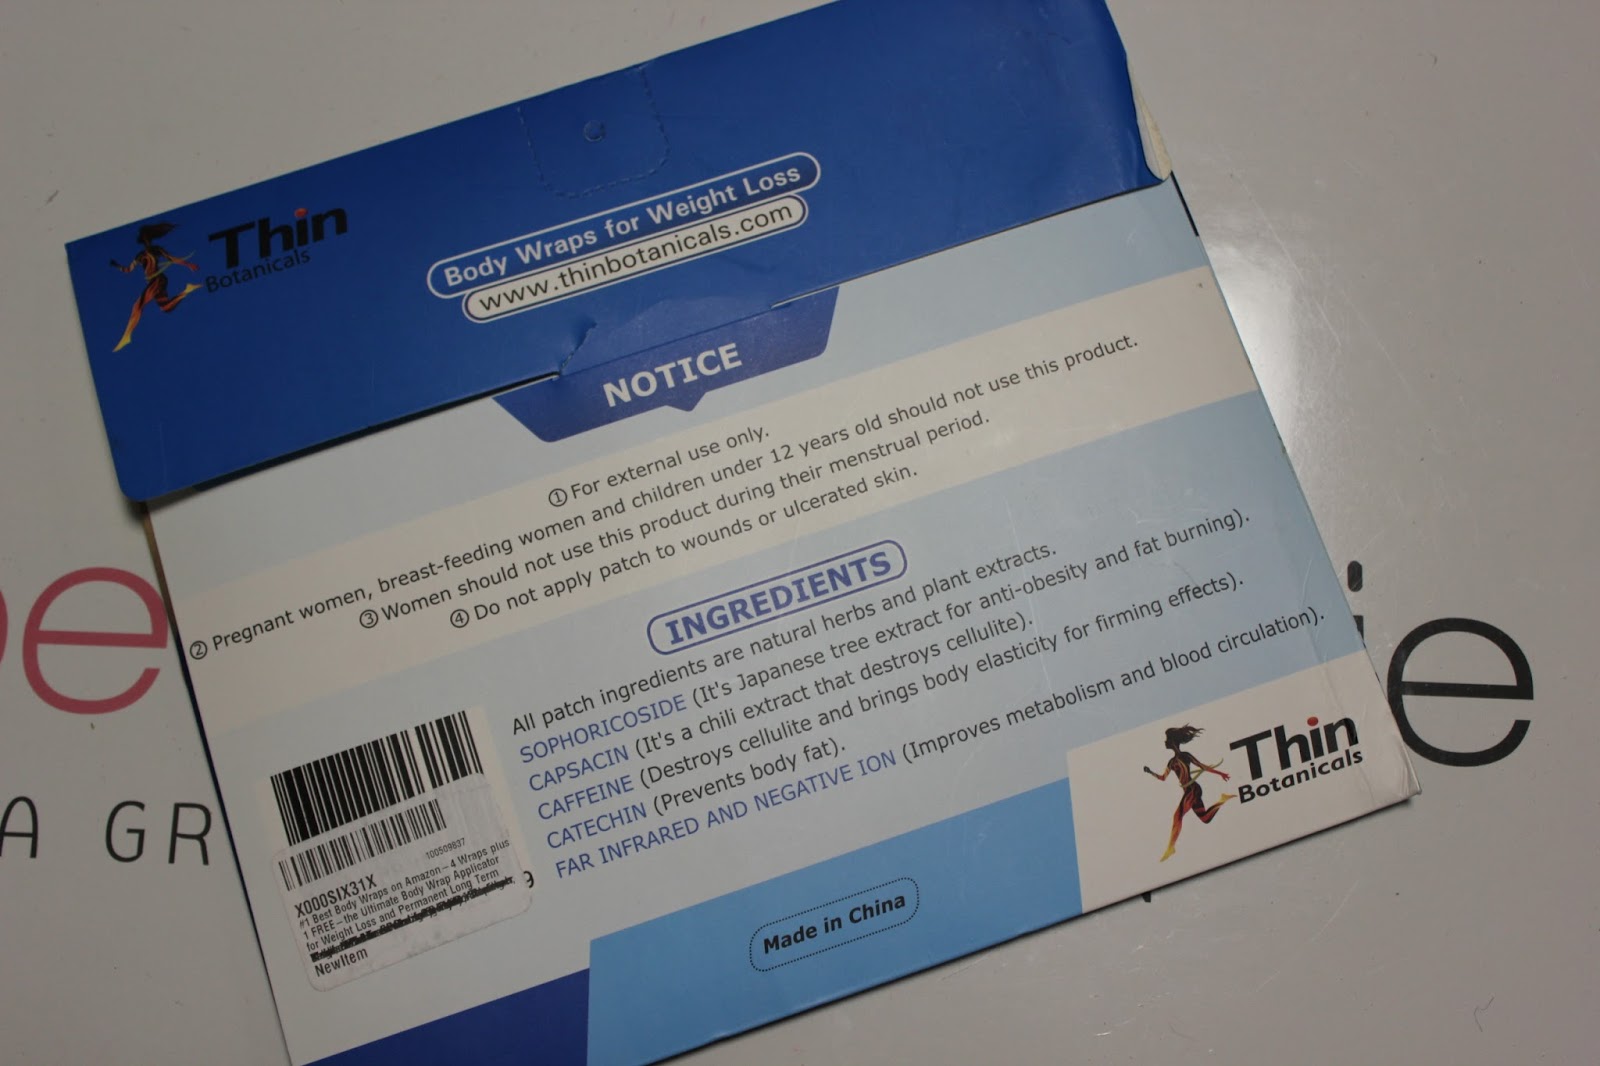 Thin
Botanicals
Body Wraps for Weight Loss
www.thinbotanicals.com
NOTICE
① For external use only.
② Pregnant women, breast-feeding women and children under 12 years old should not use this product.
③ Women should not use this product during their menstrual period.
④ Do not apply patch to wounds or ulcerated skin.
INGREDIENTS
All patch ingredients are natural herbs and plant extracts.
SOPHORICOSIDE (It's Japanese tree extract for anti-obesity and fat burning).
CAPSACIN (It's a chili extract that destroys cellulite).
CAFFEINE (Destroys cellulite and brings body elasticity for firming effects).
CATECHIN (Prevents body fat).
FAR INFRARED AND NEGATIVE ION (Improves metabolism and blood circulation).
100509837
X000SIX31X
#1 Best Body Wraps on Amazon – 4 Wraps plus
1 FREE – the Ultimate Body Wrap Applicator
for Weight Loss and Permanent Long Term
NewItem
9
Made in China
Thin
Botanicals
e
A GR
ie